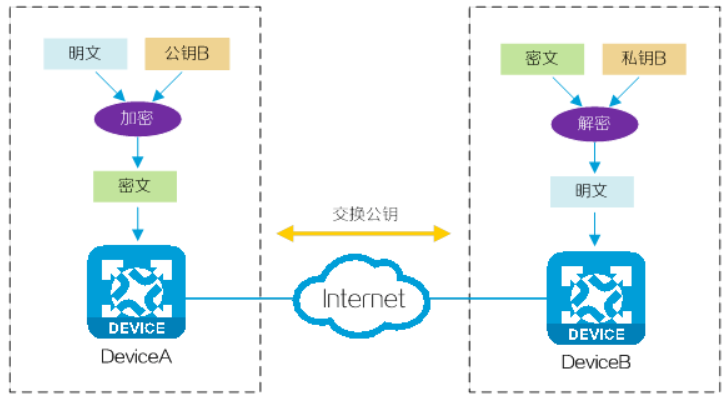 明文
公钥B
加密
密文
DEVICE
DeviceA
交换公钥
Internet
密文
私钥B
解密
明文
DEVICE
DeviceB